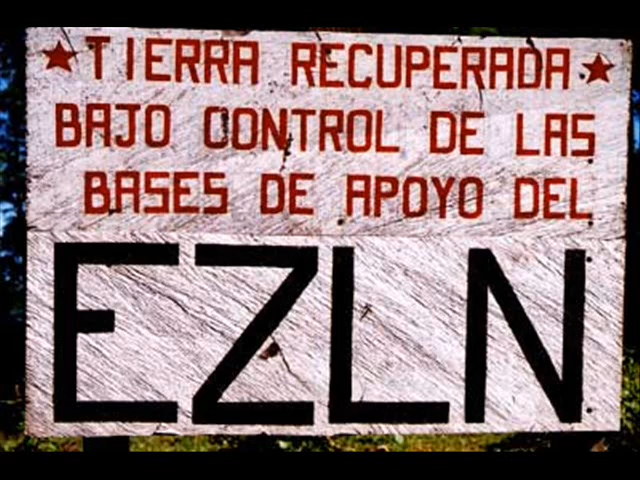 ★TIERRA RECUPERADA★
BAJO CONTROL DE LAS
BASES DE APOYO DEL
EZLN